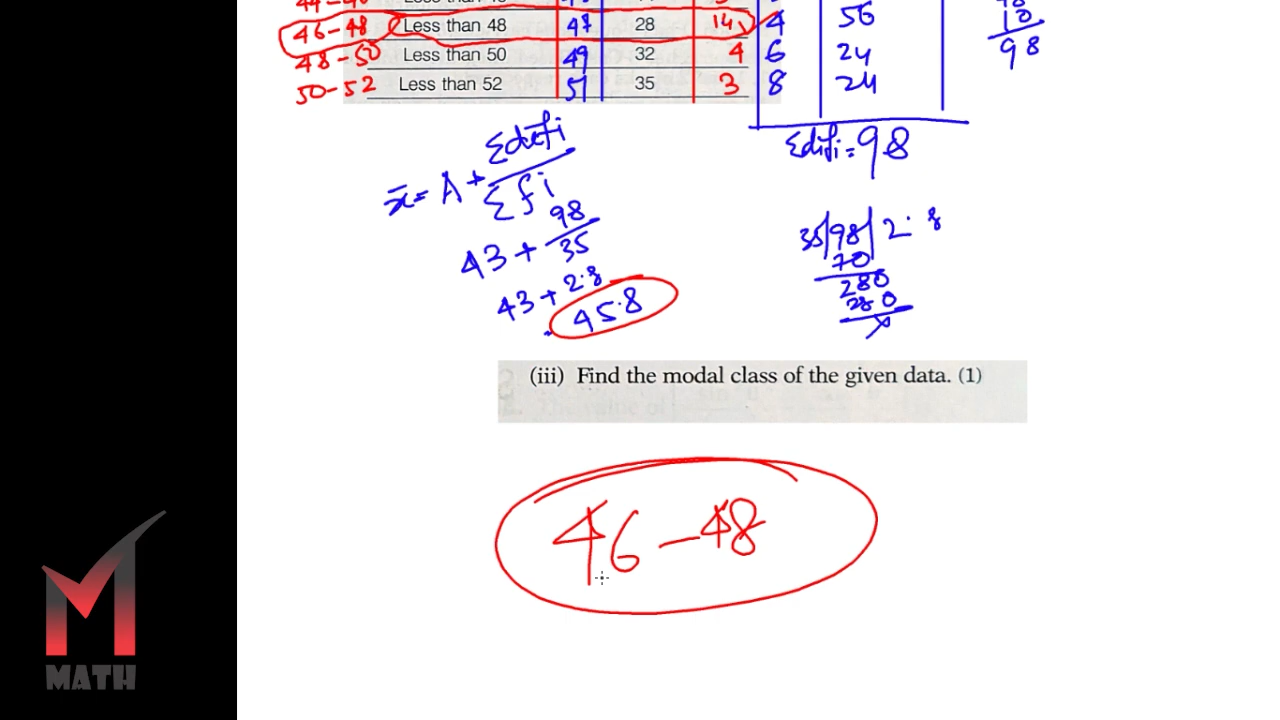 46-48 Less than 48 47 28 14 4 56
48-50 Less than 50 49 32 4 6 24
50-52 Less than 52 51 35 3 8 24
10
98
Σdifi = 98
x̄ = A + Σdifi / Σfi
43 + 98/35
43 + 2.8
45.8
35|98|2.8
70
280
280
x
(iii) Find the modal class of the given data. (1)
46-48
M
MATH